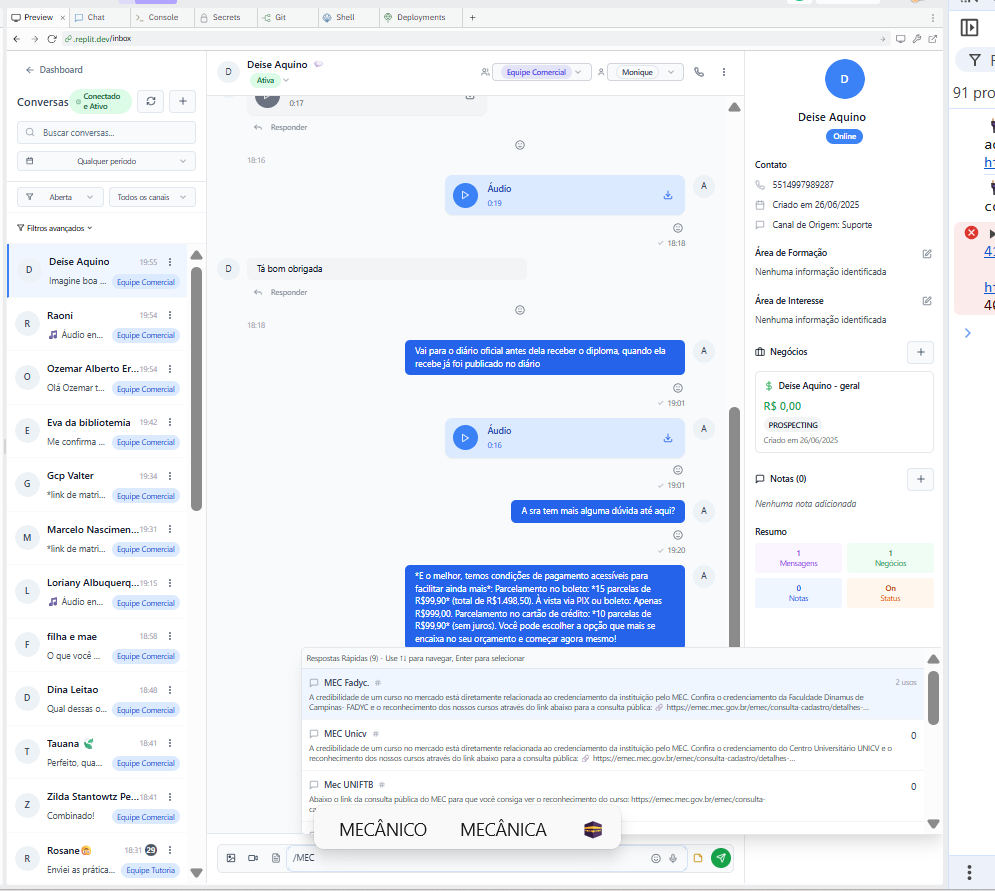 Preview
Chat
Console
Secrets
Git
Shell
Deployments
.replit.dev/inbox
Dashboard
Conversas
Conectado
e Ativo
Buscar conversas...
Qualquer período
Aberta
Todos os canais
Filtros avançados
D
Deise Aquino
19:55
Imagine boa ...
Equipe Comercial
R
Raoni
19:54
Áudio en...
Equipe Comercial
O
Ozemar Alberto Er...
19:54
Olá Ozemar t...
Equipe Comercial
E
Eva da bibliotemia
19:42
Me confirma ...
Equipe Comercial
G
Gcp Valter
19:34
*link de matri...
Equipe Comercial
M
Marcelo Nascimen...
19:31
*link de matri...
Equipe Comercial
L
Loriany Albuquerq...
19:15
Áudio en...
Equipe Comercial
F
filha e mae
18:58
O que você ...
Equipe Comercial
D
Dina Leitao
18:48
Qual dessas o...
Equipe Comercial
T
Tauana
18:41
Perfeito, qua...
Equipe Comercial
Z
Zilda Stantowtz Pe...
18:41
Combinado!
Equipe Comercial
R
Rosane
18:31
29
Enviei as prática...
Equipe Tutoria
D
Deise Aquino
Ativa
Equipe Comercial
Monique
0:17
Responder
18:16
Áudio
0:19
A
18:18
D
Tá bom obrigada
Responder
18:18
Vai para o diário oficial antes dela receber o diploma, quando ela
recebe já foi publicado no diário
A
19:01
Áudio
0:16
A
19:01
A sra tem mais alguma dúvida até aqui?
A
19:20
*E o melhor, temos condições de pagamento acessíveis para
facilitar ainda mais*: Parcelamento no boleto: *15 parcelas de
R$99,90* (total de R$1.498,50). À vista via PIX ou boleto: Apenas
R$999,00. Parcelamento no cartão de crédito: *10 parcelas de
R$99,90* (sem juros). Você pode escolher a opção que mais se
encaixa no seu orçamento e começar agora mesmo!
A
Respostas Rápidas (9) - Use ↑↓ para navegar, Enter para selecionar
MEC Fadyc. #
2 usos
A credibilidade de um curso no mercado está diretamente relacionada ao credenciamento da instituição pelo MEC. Confira o credenciamento da Faculdade Dinamus de
Campinas- FADYC e o reconhecimento dos nossos cursos através do link abaixo para a consulta pública: 🔗 https://emec.mec.gov.br/emec/consulta-cadastro/detalhes-...
MEC Unicv #
0
A credibilidade de um curso no mercado está diretamente relacionada ao credenciamento da instituição pelo MEC. Confira o credenciamento do Centro Universitário UNICV e o
reconhecimento dos nossos cursos através do link abaixo para a consulta pública: 🔗 https://emec.mec.gov.br/emec/consulta-cadastro/detalhes-...
Mec UNIFTB #
0
Abaixo o link da consulta pública do MEC para que você consiga ver o reconhecimento do curso: https://emec.mec.gov.br/emec/consulta-
ca
MECÂNICO
MECÂNICA
/MEC
D
Deise Aquino
Online
Contato
5514997989287
Criado em 26/06/2025
Canal de Origem: Suporte
Área de Formação
Nenhuma informação identificada
Área de Interesse
Nenhuma informação identificada
Negócios
Deise Aquino - geral
R$ 0,00
PROSPECTING
Criado em 26/06/2025
Notas (0)
Nenhuma nota adicionada
Resumo
1
Mensagens
1
Negócios
0
Notas
On
Status
91 pro